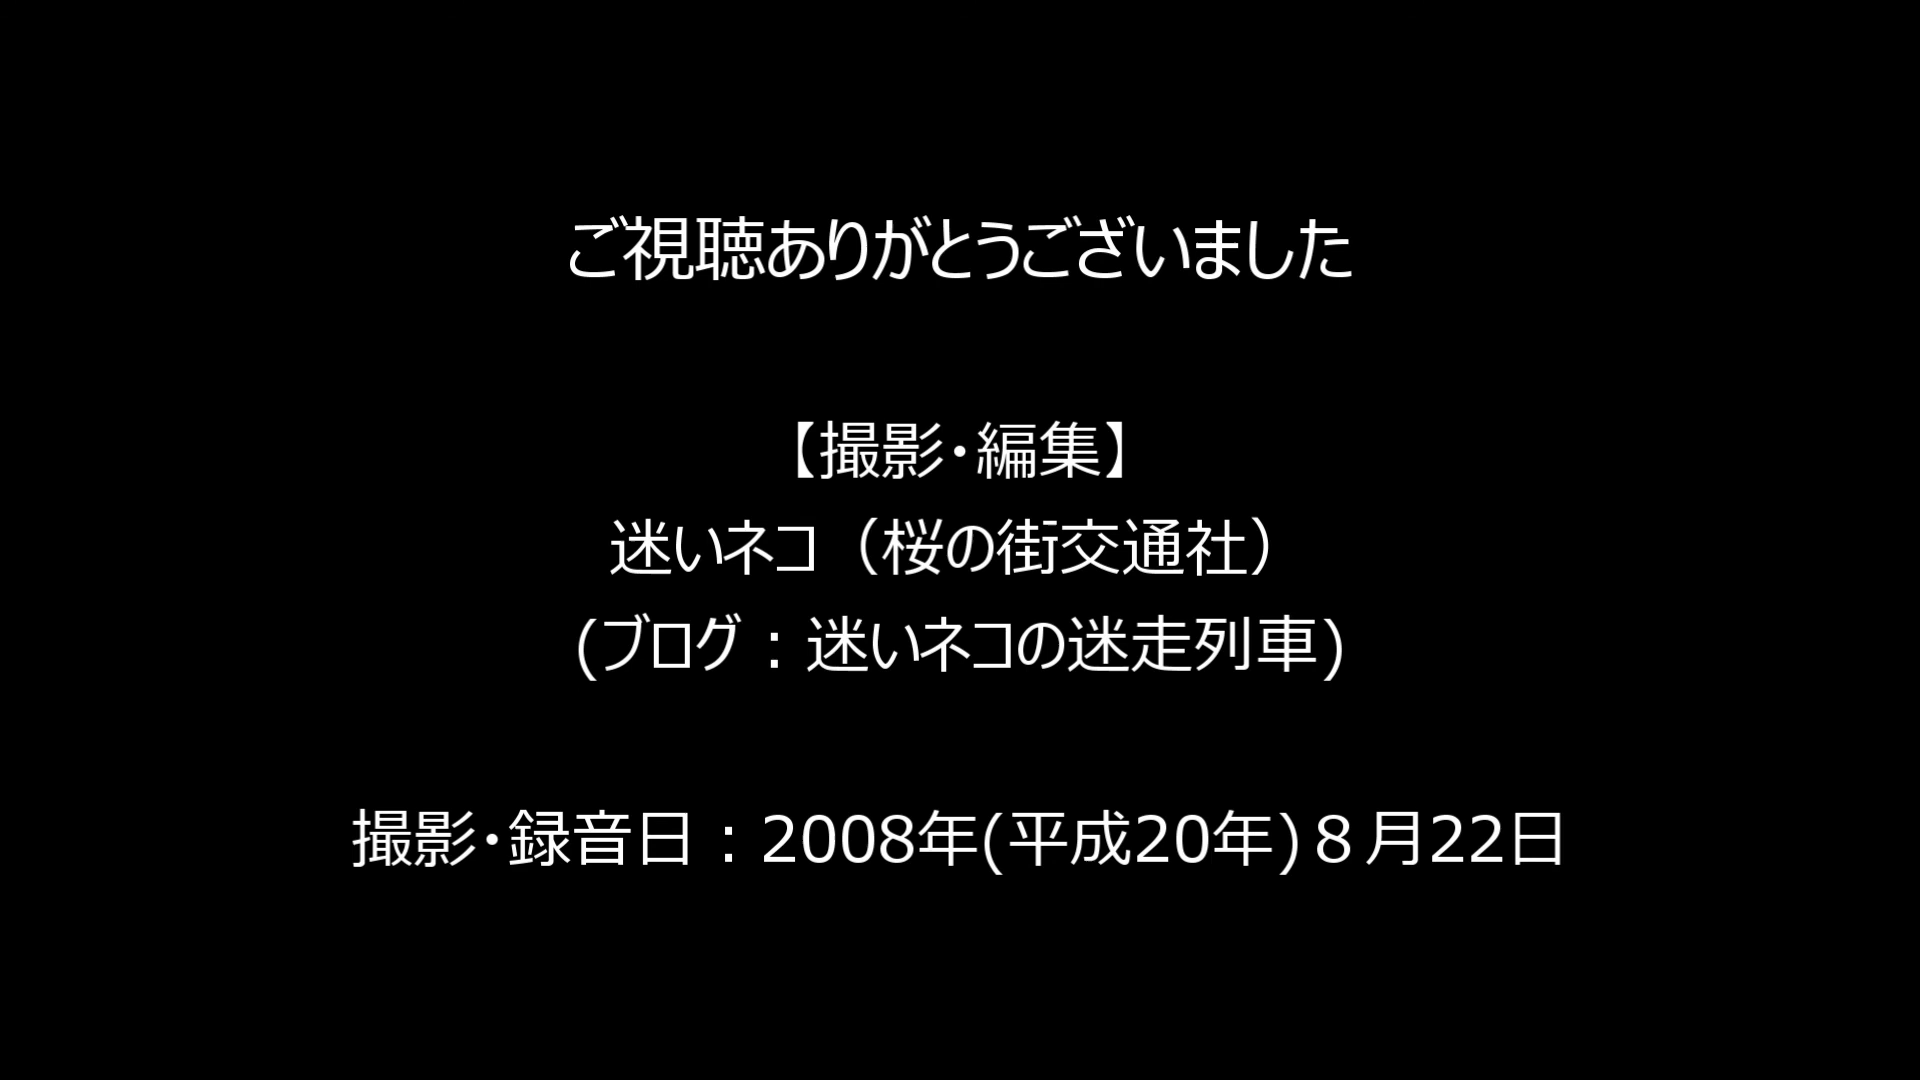 ご視聴ありがとうございました
【撮影・編集】
迷いネコ（桜の街交通社）
(ブログ：迷いネコの迷走列車)
撮影・録音日：2008年(平成20年)８月22日